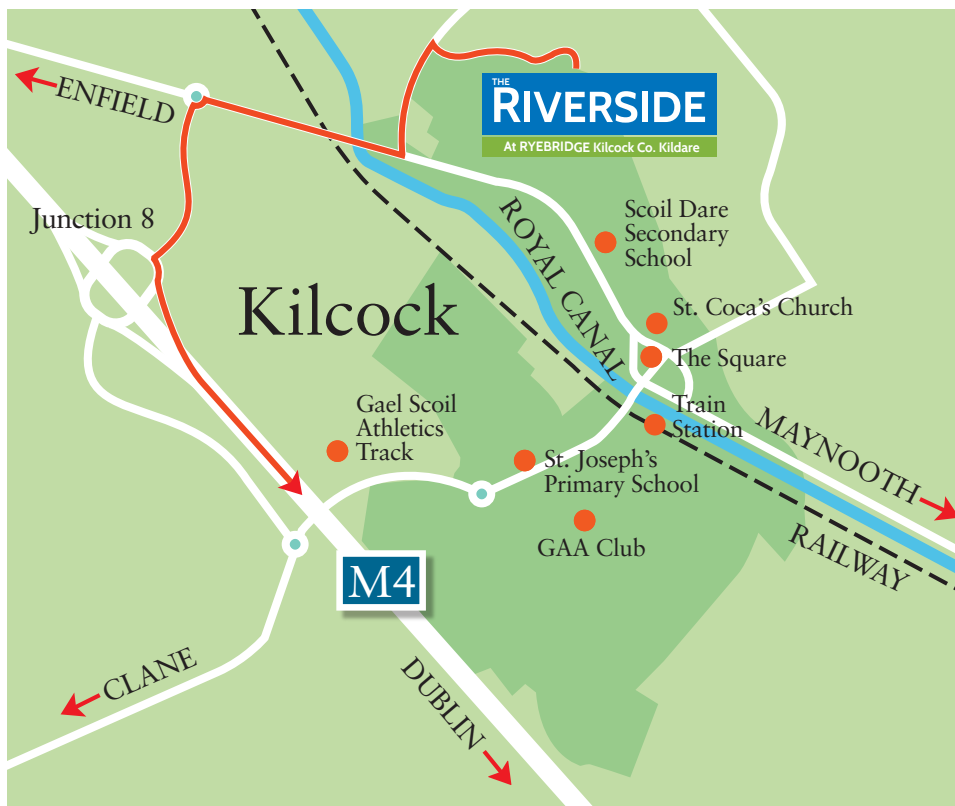 ENFIELD
THE
RIVERSIDE
At RYEBRIDGE Kilcock Co. Kildare
Junction 8
ROYAL CANAL
Scoil Dare
Secondary
School
Kilcock
St. Coca's Church
The Square
Gael Scoil
Athletics
Track
Train
Station
MAYNOOTH
St. Joseph's
Primary School
GAA Club
RAILWAY
M4
CLANE
DUBLIN